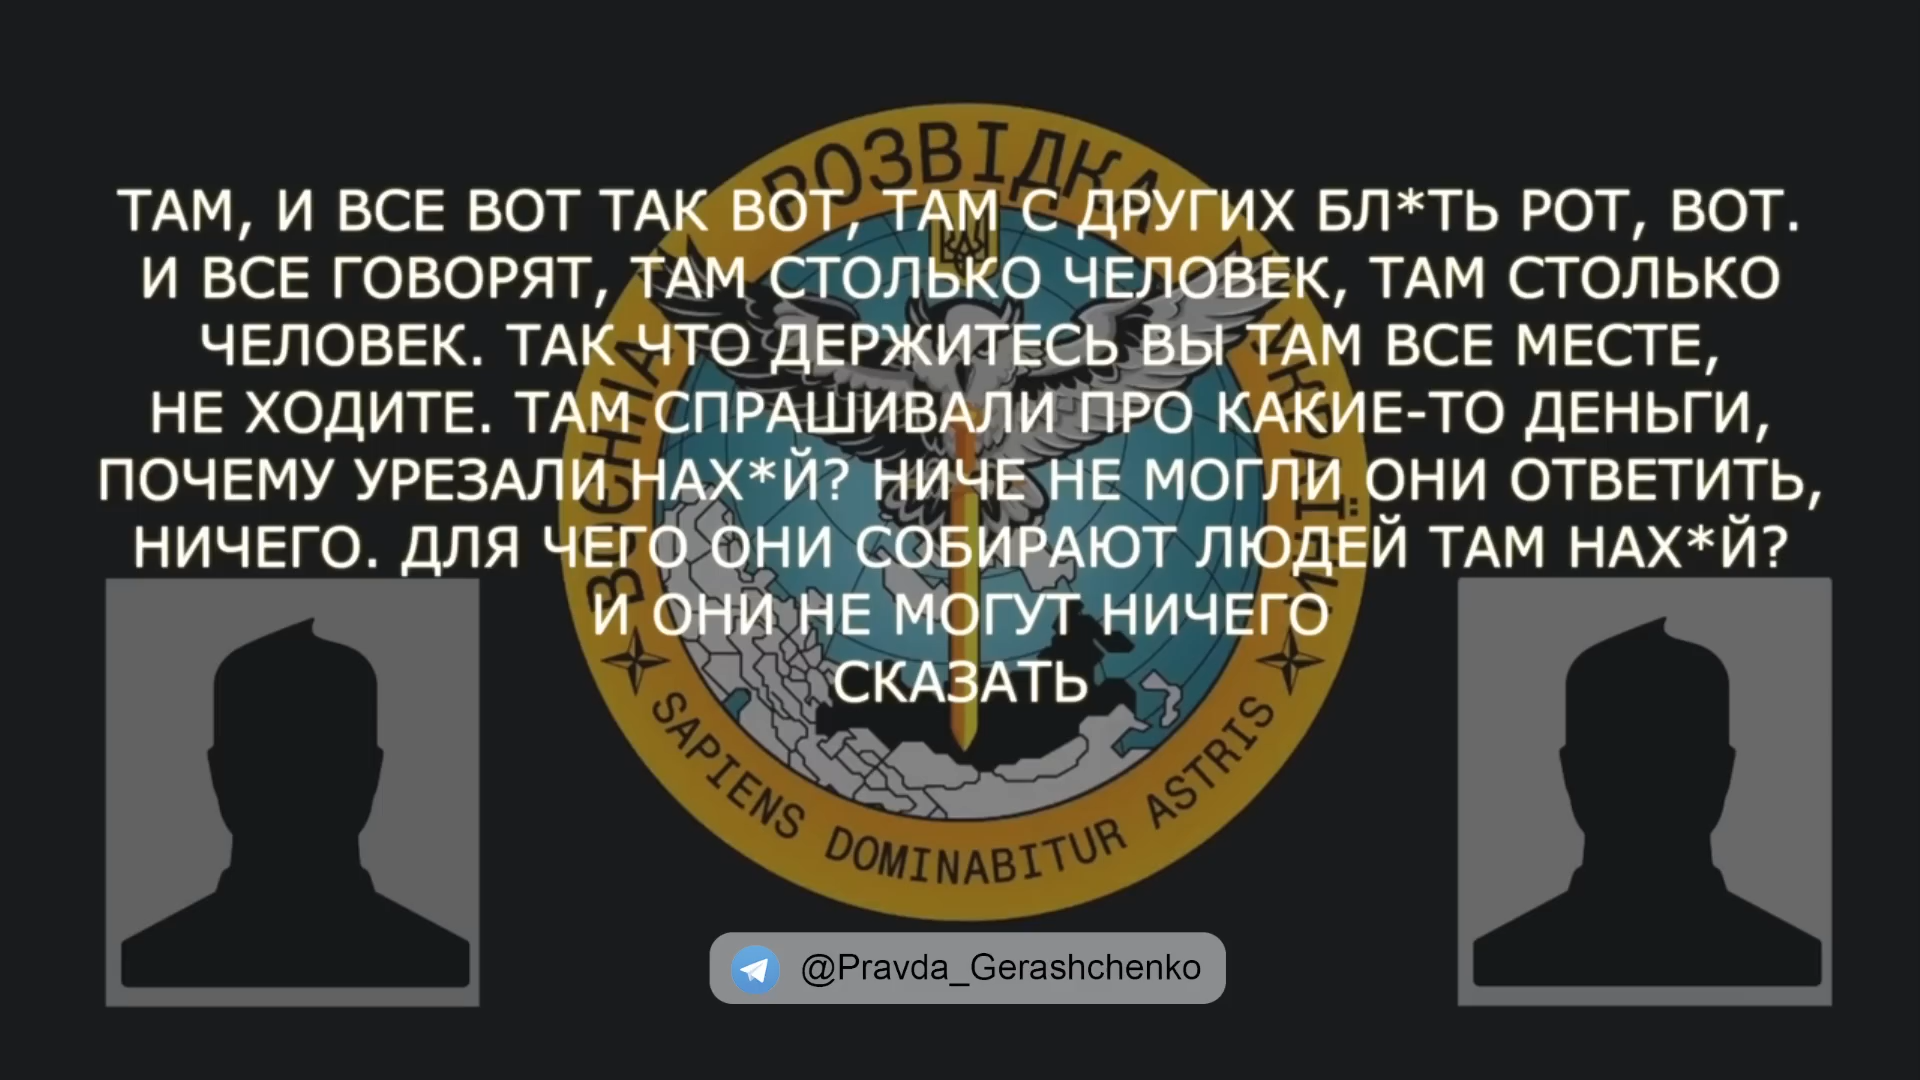 ТАМ, И ВСЕ ВОТ ТАК ВОТ, ТАМ С ДРУГИХ БЛ*ТЬ РОТ, ВОТ.
И ВСЕ ГОВОРЯТ, ТАМ СТОЛЬКО ЧЕЛОВЕК, ТАМ СТОЛЬКО
ЧЕЛОВЕК. ТАК ЧТО ДЕРЖИТЕСЬ ВЫ ТАМ ВСЕ МЕСТЕ,
НЕ ХОДИТЕ. ТАМ СПРАШИВАЛИ ПРО КАКИЕ-ТО ДЕНЬГИ,
ПОЧЕМУ УРЕЗАЛИ НАХ*Й? НИЧЕ НЕ МОГЛИ ОНИ ОТВЕТИТЬ,
НИЧЕГО. ДЛЯ ЧЕГО ОНИ СОБИРАЮТ ЛЮДЕЙ ТАМ НАХ*Й?
И ОНИ НЕ МОГУТ НИЧЕГО
СКАЗАТЬ
ВОЄННА РОЗВІДКА УКРАЇНИ
SAPIENS DOMINABITUR ASTRIS
@Pravda_Gerashchenko